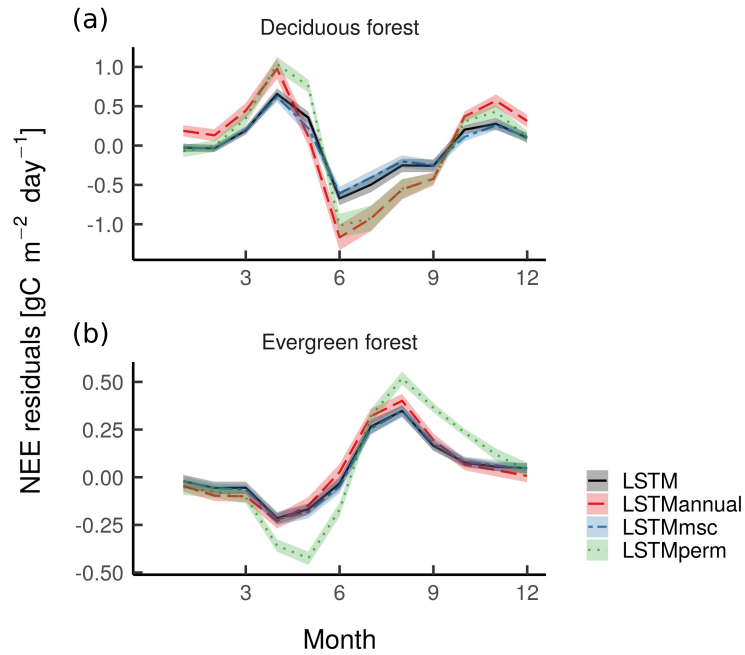 (a)
Deciduous forest
1.0
0.5
0.0
-0.5
-1.0
3 6 9 12
NEE residuals [gC m⁻² day⁻¹]
(b)
Evergreen forest
0.50
0.25
0.00
-0.25
-0.50
3 6 9 12
Month
LSTM
LSTMannual
LSTMmsc
LSTMperm